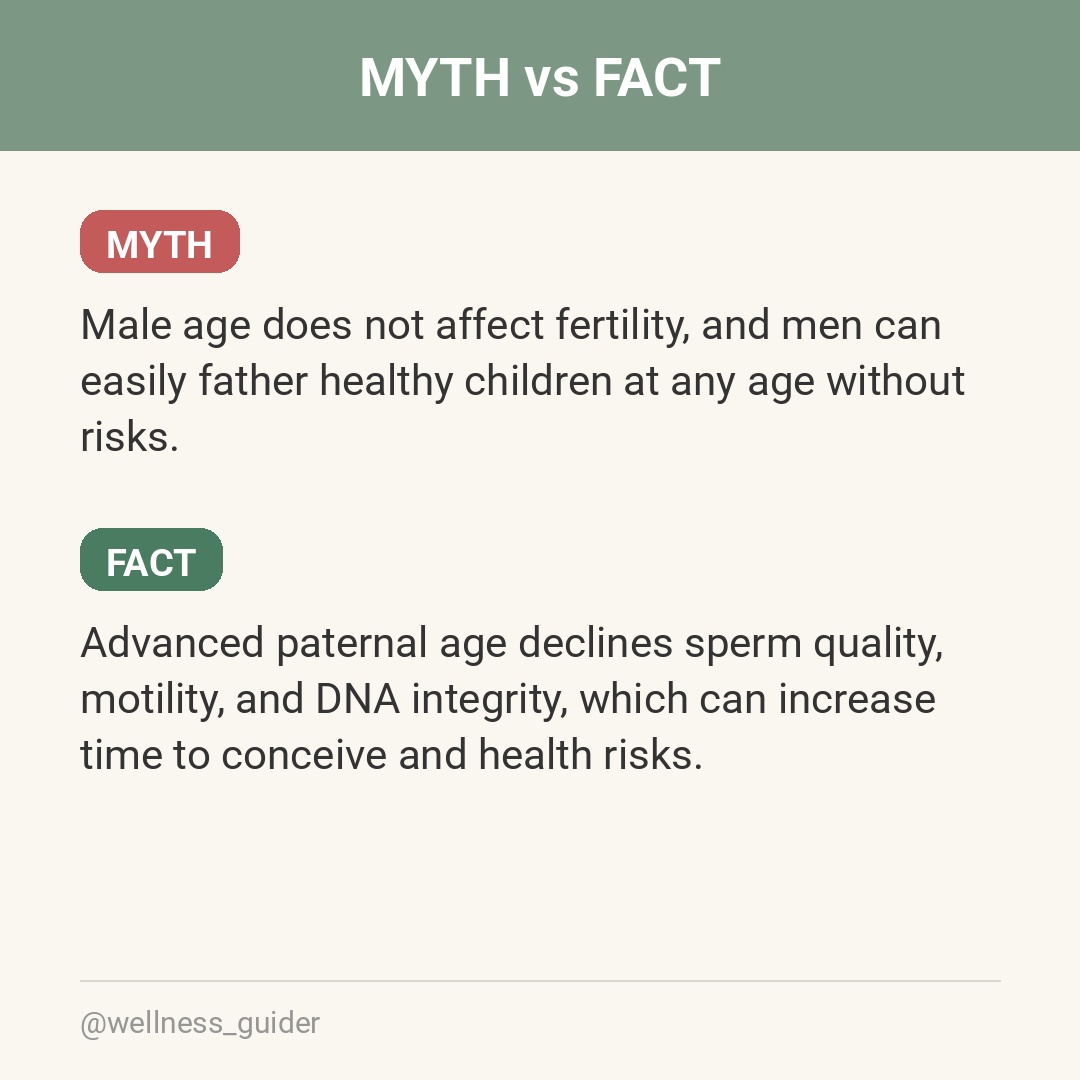 MYTH vs FACT
MYTH
Male age does not affect fertility, and men can
easily father healthy children at any age without
risks.
FACT
Advanced paternal age declines sperm quality,
motility, and DNA integrity, which can increase
time to conceive and health risks.
@wellness_guider